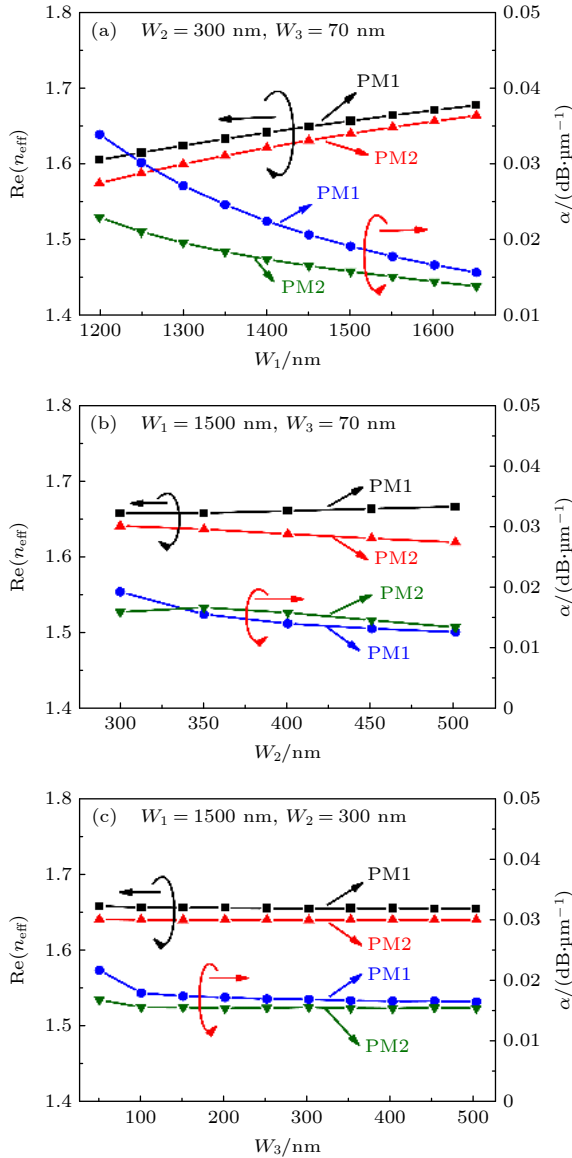 (a) W₂ = 300 nm, W₃ = 70 nm
1.8
1.7
1.6
1.5
1.4
Re(n_eff)
0.05
0.04
0.03
0.02
0.01
α/(dB·μm⁻¹)
PM1
PM2
PM1
PM2
1200 1300 1400 1500 1600
W₁/nm
(b) W₁ = 1500 nm, W₃ = 70 nm
1.8
1.7
1.6
1.5
1.4
Re(n_eff)
0.05
0.04
0.03
0.02
0.01
0
α/(dB·μm⁻¹)
PM1
PM2
PM2
PM1
300 350 400 450 500
W₂/nm
(c) W₁ = 1500 nm, W₂ = 300 nm
1.8
1.7
1.6
1.5
1.4
Re(n_eff)
0.05
0.04
0.03
0.02
0.01
0
α/(dB·μm⁻¹)
PM1
PM2
PM1
PM2
100 200 300 400 500
W₃/nm